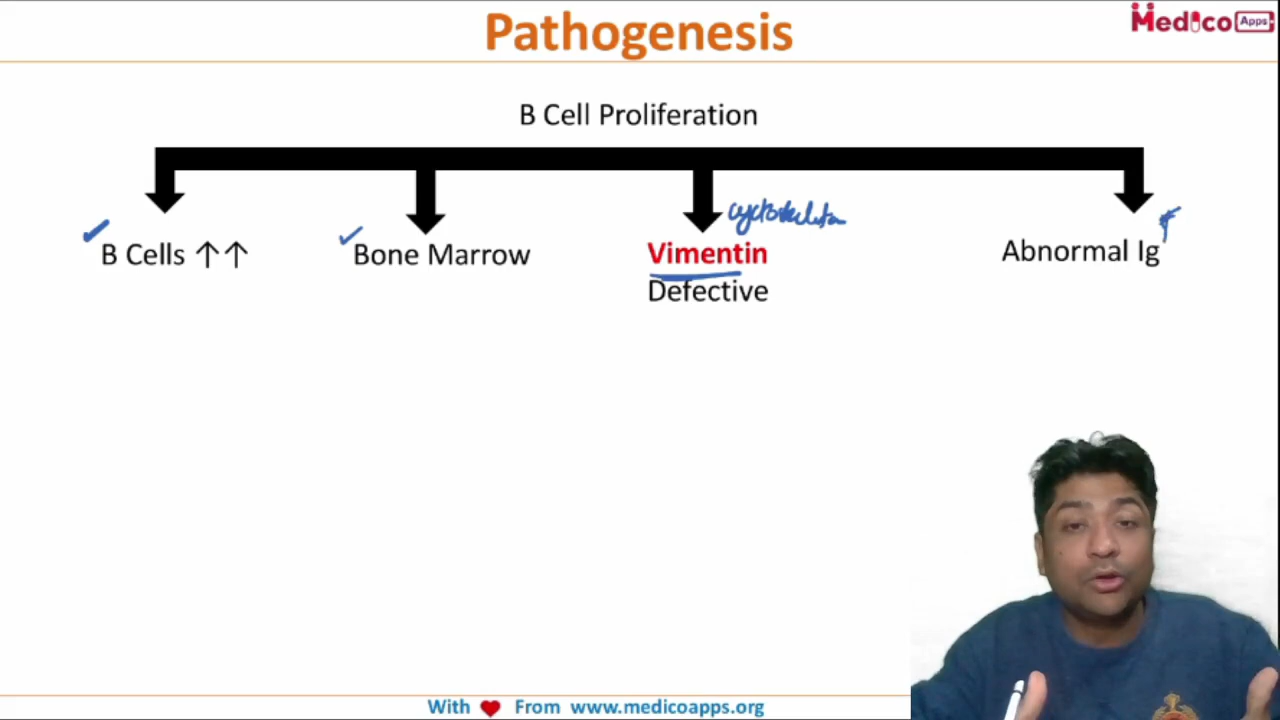 Pathogenesis
Medico Apps
B Cell Proliferation
B Cells ↑↑
Bone Marrow
Vimentin
Defective
Abnormal Ig
With ❤ From www.medicoapps.org